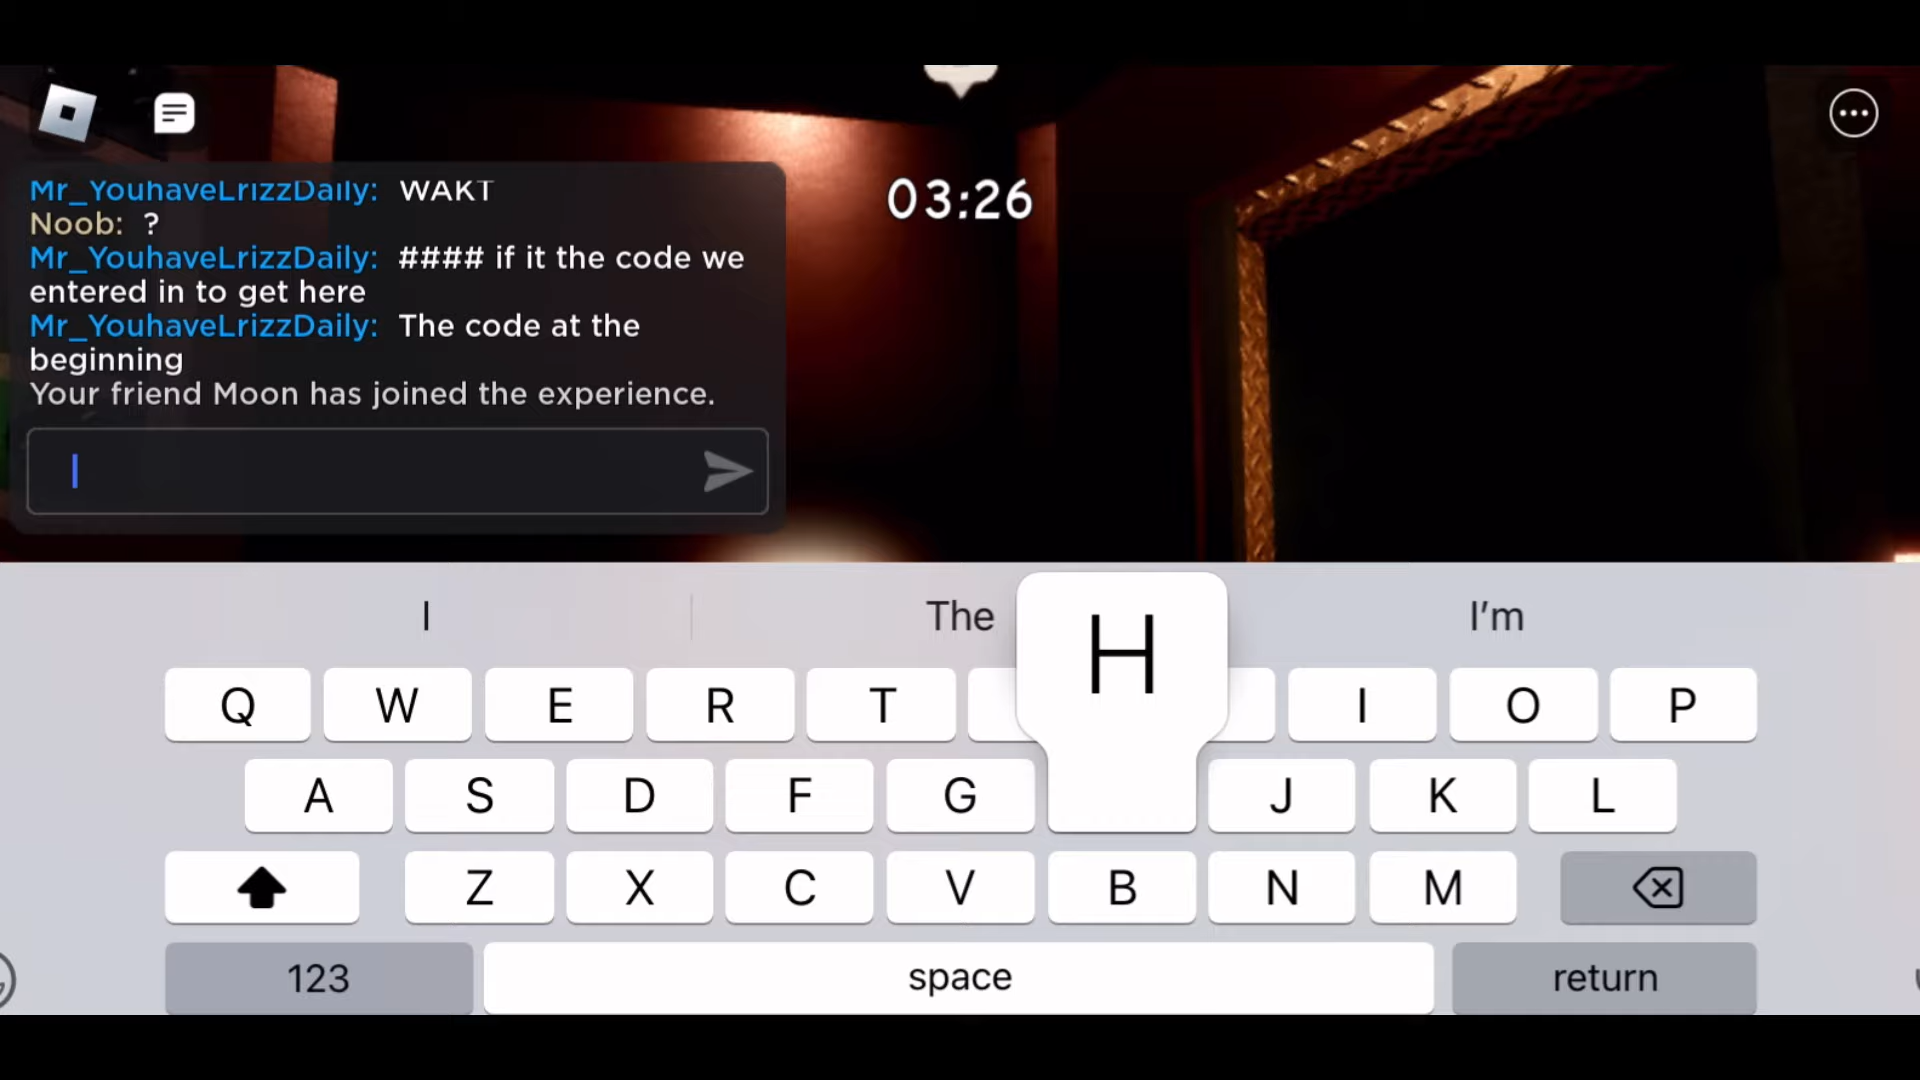 Mr_YouhaveLrizzDaily: WAKT
Noob: ?
Mr_YouhaveLrizzDaily: #### if it the code we
entered in to get here
Mr_YouhaveLrizzDaily: The code at the
beginning
Your friend Moon has joined the experience.
03:26
I The I'm
H
Q W E R T I O P
A S D F G J K L
Z X C V B N M
123 space return